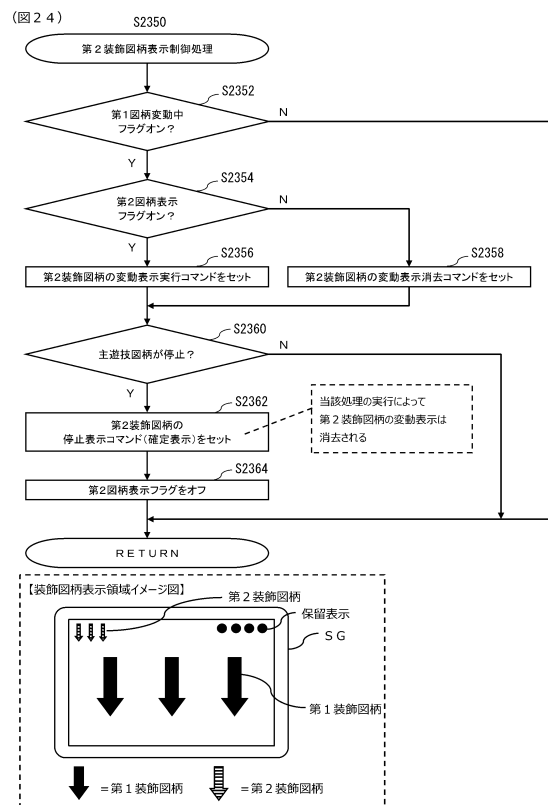 (図24)
S2350
第2装飾図柄表示制御処理
S2352
第1図柄変動中
フラグオン?
N
Y
S2354
第2図柄表示
フラグオン?
N
Y
S2356
第2装飾図柄の変動表示実行コマンドをセット
S2358
第2装飾図柄の変動表示消去コマンドをセット
S2360
主遊技図柄が停止?
N
Y
S2362
第2装飾図柄の
停止表示コマンド(確定表示)をセット
当該処理の実行によって
第2装飾図柄の変動表示は
消去される
S2364
第2図柄表示フラグをオフ
RETURN
【装飾図柄表示領域イメージ図】
第2装飾図柄
保留表示
SG
第1装飾図柄
=第1装飾図柄
=第2装飾図柄